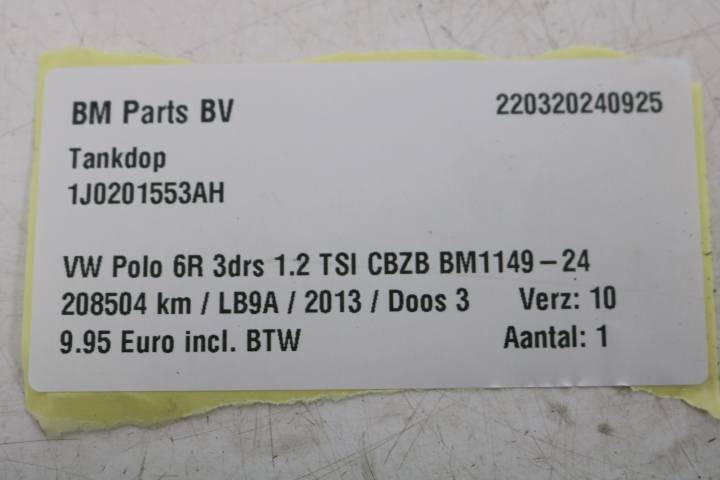 BM Parts BV 220320240925
Tankdop
1J0201553AH
VW Polo 6R 3drs 1.2 TSI CBZB BM1149-24
208504 km / LB9A / 2013 / Doos 3 Verz: 10
9.95 Euro incl. BTW Aantal: 1